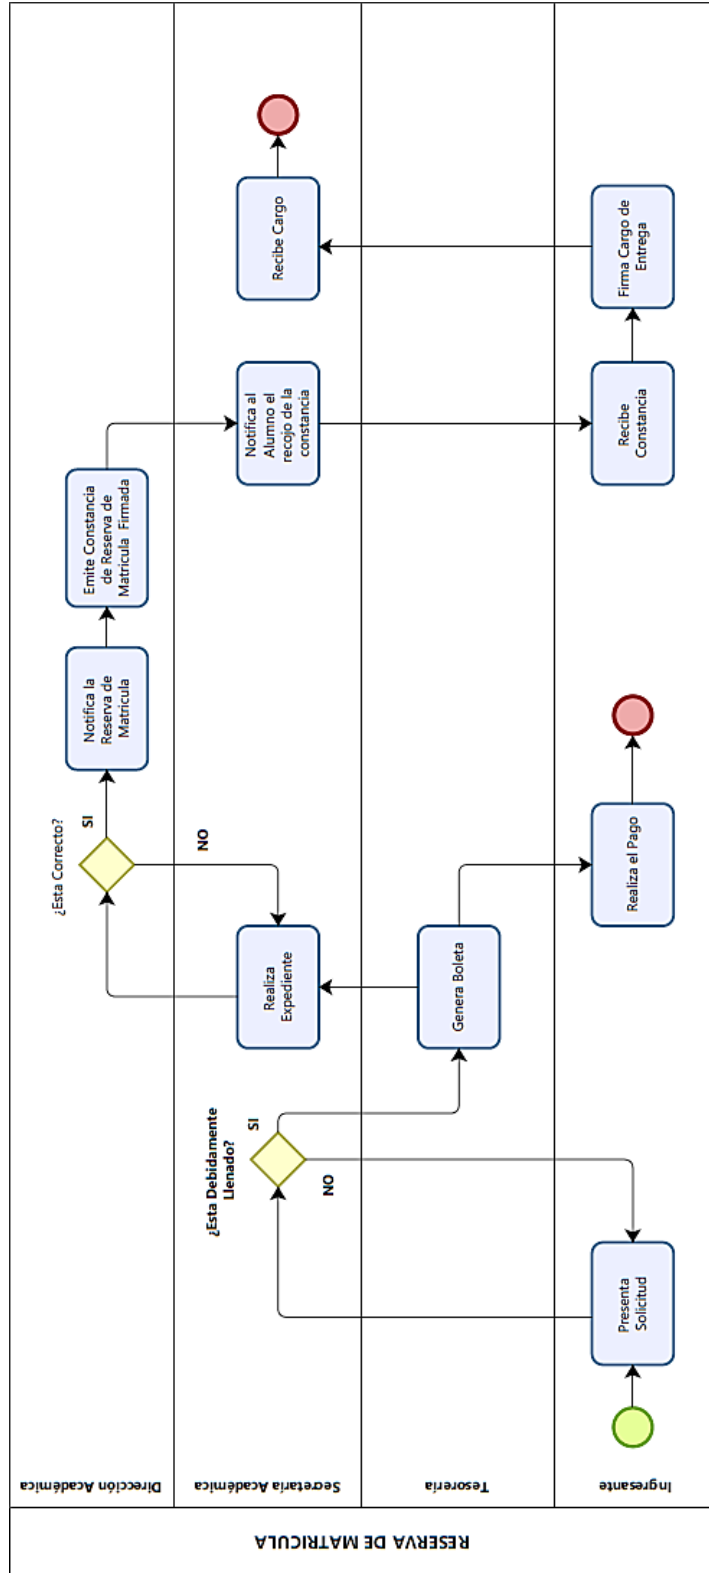 RESERVA DE MATRICULA
Dirección Académica
¿Esta Correcto?
SI
NO
Notifica la
Reserva de
Matricula
Emite Constancia
de Reserva de
Matricula Firmada
Secretaria Académica
¿Esta Debidamente
Llenado?
SI
NO
Realiza
Expediente
Notifica al
Alumno el
recojo de la
constancia
Recibe Cargo
Tesorería
Genera Boleta
Ingresante
Presenta
Solicitud
Realiza el Pago
Recibe
Constancia
Firma Cargo de
Entrega